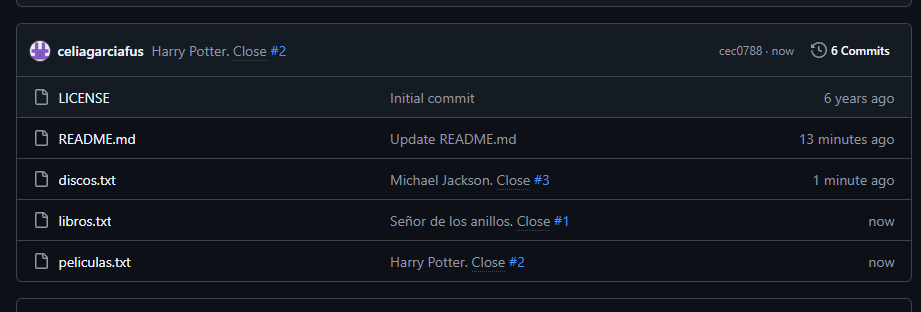 celiagarciafus Harry Potter. Close #2 cec0788 · now 6 Commits
LICENSE Initial commit 6 years ago
README.md Update README.md 13 minutes ago
discos.txt Michael Jackson. Close #3 1 minute ago
libros.txt Señor de los anillos. Close #1 now
peliculas.txt Harry Potter. Close #2 now